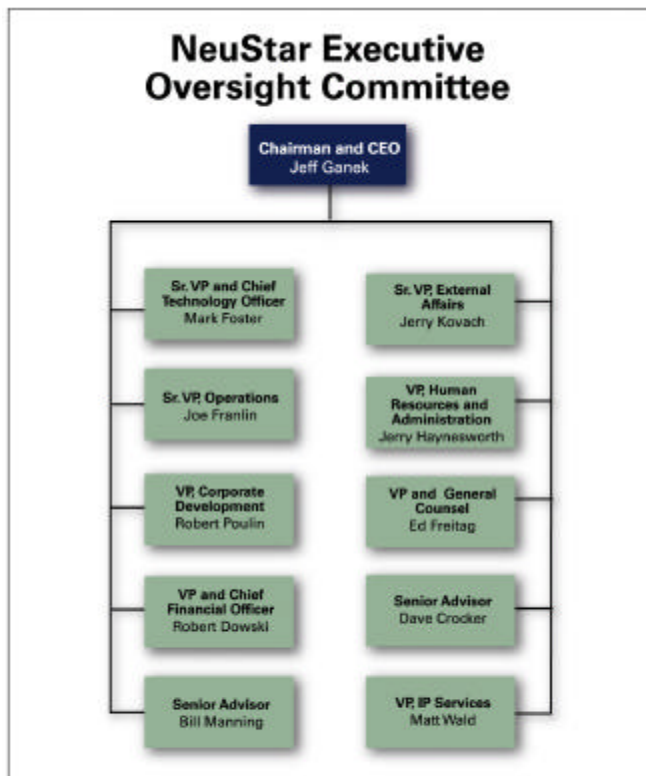 NeuStar Executive
Oversight Committee
Chairman and CEO
Jeff Ganek
Sr. VP and Chief
Technology Officer
Mark Foster
Sr. VP, Operations
Joe Franlin
VP, Corporate
Development
Robert Poulin
VP and Chief
Financial Officer
Robert Dowski
Senior Advisor
Bill Manning
Sr. VP, External
Affairs
Jerry Kovach
VP, Human
Resources and
Administration
Jerry Haynesworth
VP and General
Counsel
Ed Freitag
Senior Advisor
Dave Crocker
VP, IP Services
Matt Wald